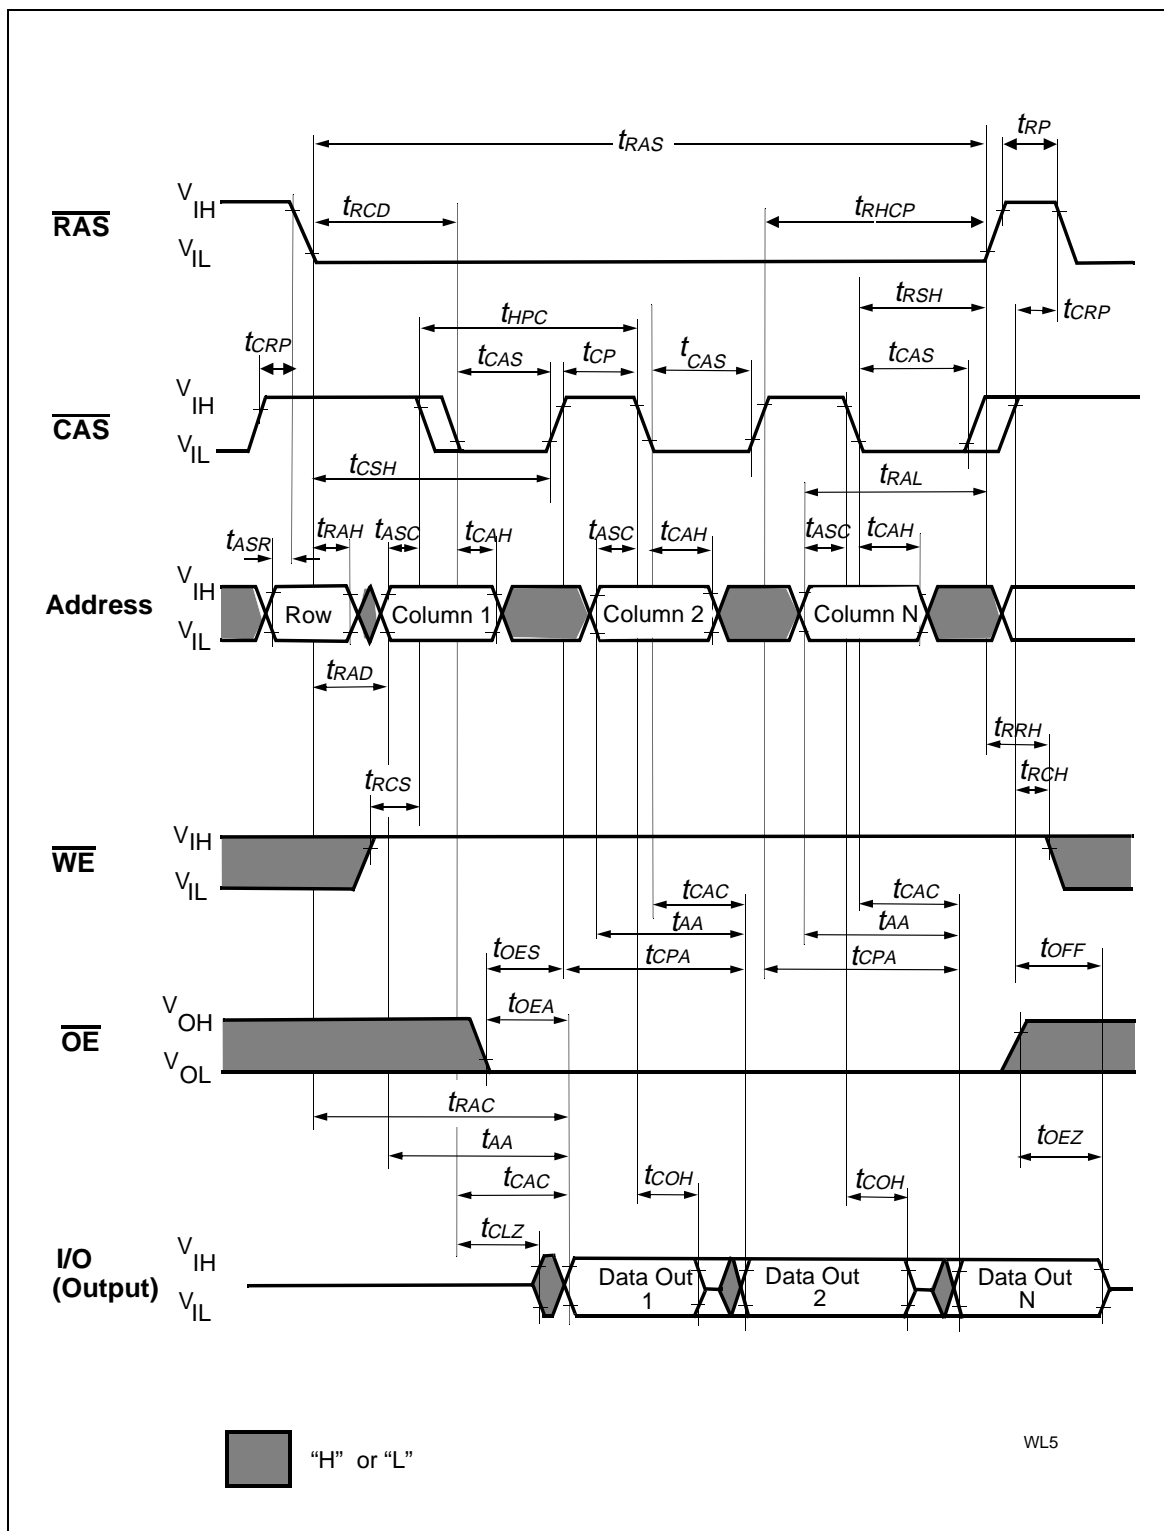 tRAS
tRP
VIH
RAS
VIL
tRCD
tRHCP
tRSH
tCRP
tHPC
tCRP
tCAS
tCP
tCAS
tCAS
VIH
CAS
VIL
tCSH
tRAL
tASR
tRAH
tASC
tCAH
tASC
tCAH
tASC
tCAH
VIH
Address
VIL
Row
Column 1
Column 2
Column N
tRAD
tRRH
tRCH
tRCS
VIH
WE
VIL
tCAC
tCAC
tAA
tAA
tOES
tCPA
tCPA
tOFF
tOEA
VOH
OE
VOL
tRAC
tAA
tOEZ
tCAC
tCOH
tCOH
tCLZ
I/O
(Output)
VIH
VIL
Data Out
1
Data Out
2
Data Out
N
"H" or "L"
WL5